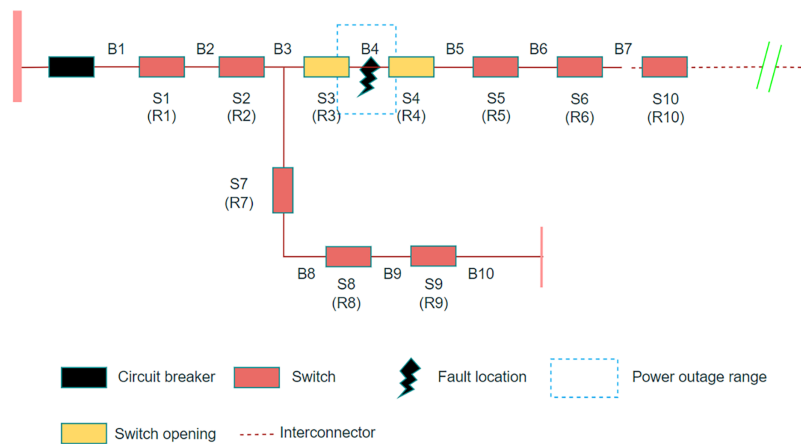 B1 B2 B3 B4 B5 B6 B7
S1 S2 S3 S4 S5 S6 S10
(R1) (R2) (R3) (R4) (R5) (R6) (R10)
S7
(R7)
B8 B9 B10
S8 S9
(R8) (R9)
Circuit breaker Switch Fault location Power outage range
Switch opening Interconnector